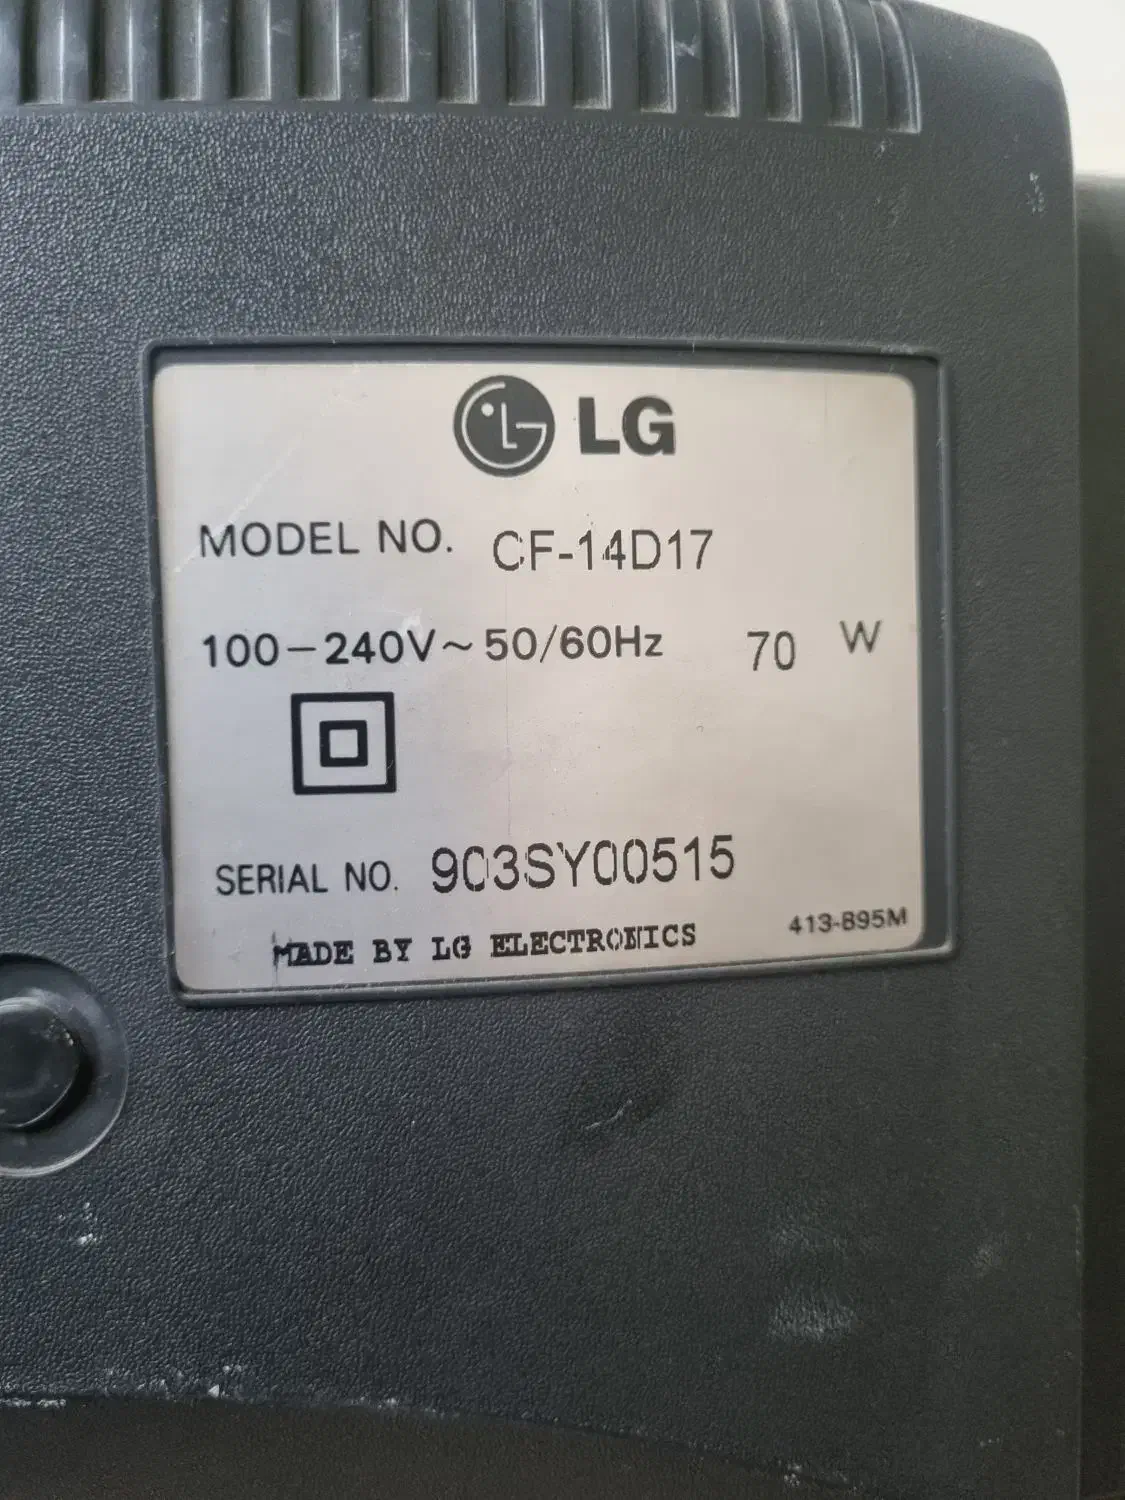 LG
MODEL NO. CF-14D17
100-240V~50/60Hz 70 W
SERIAL NO. 903SY00515
MADE BY LG ELECTRONICS
413-895M